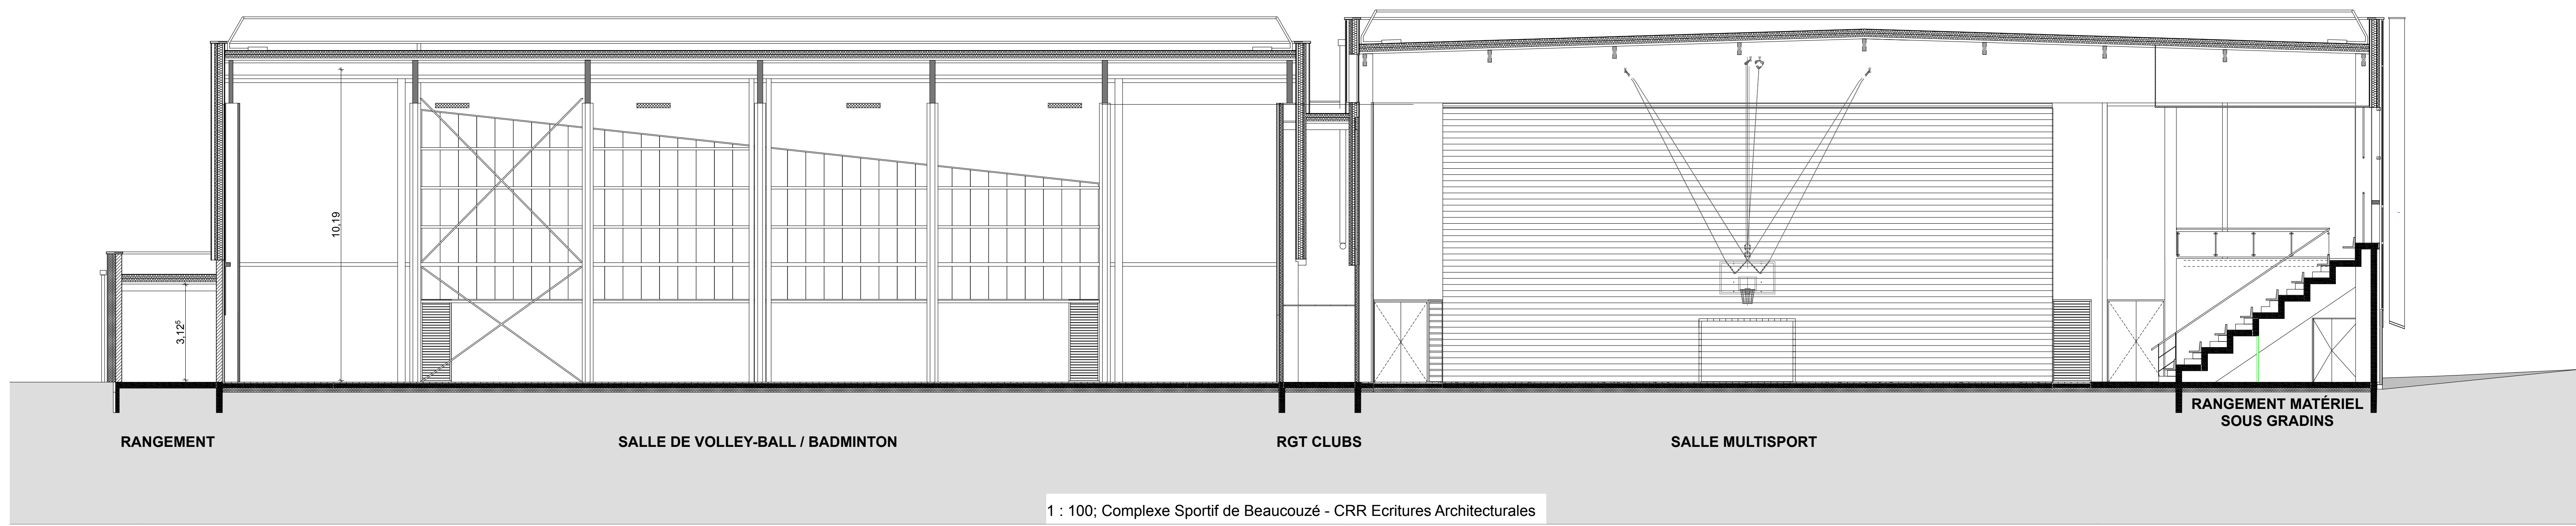 10,19
3,12⁵
RANGEMENT MATÉRIEL
SOUS GRADINS
RANGEMENT
SALLE DE VOLLEY-BALL / BADMINTON
RGT CLUBS
SALLE MULTISPORT
1 : 100; Complexe Sportif de Beaucouzé - CRR Ecritures Architecturales